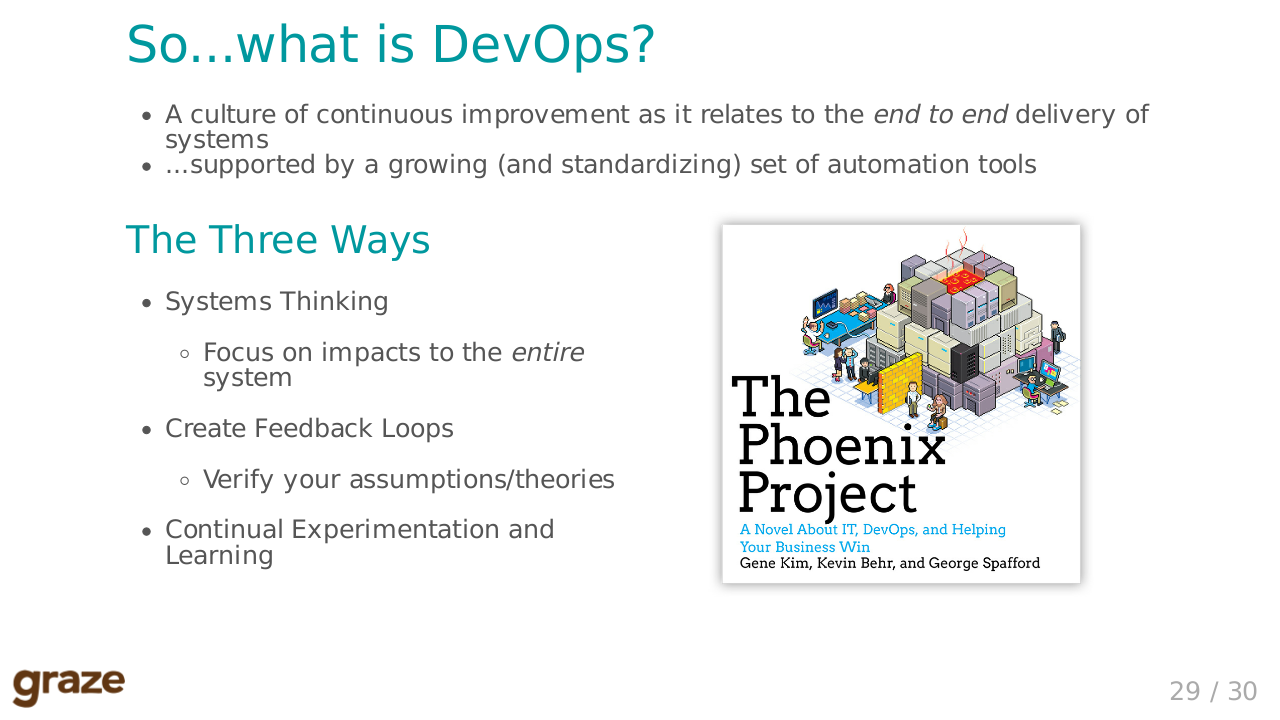 So...what is DevOps?
• A culture of continuous improvement as it relates to the end to end delivery of
systems
• ...supported by a growing (and standardizing) set of automation tools
The Three Ways
• Systems Thinking
◦ Focus on impacts to the entire
system
• Create Feedback Loops
◦ Verify your assumptions/theories
• Continual Experimentation and
Learning
The
Phoenix
Project
A Novel About IT, DevOps, and Helping
Your Business Win
Gene Kim, Kevin Behr, and George Spafford
graze
29 / 30